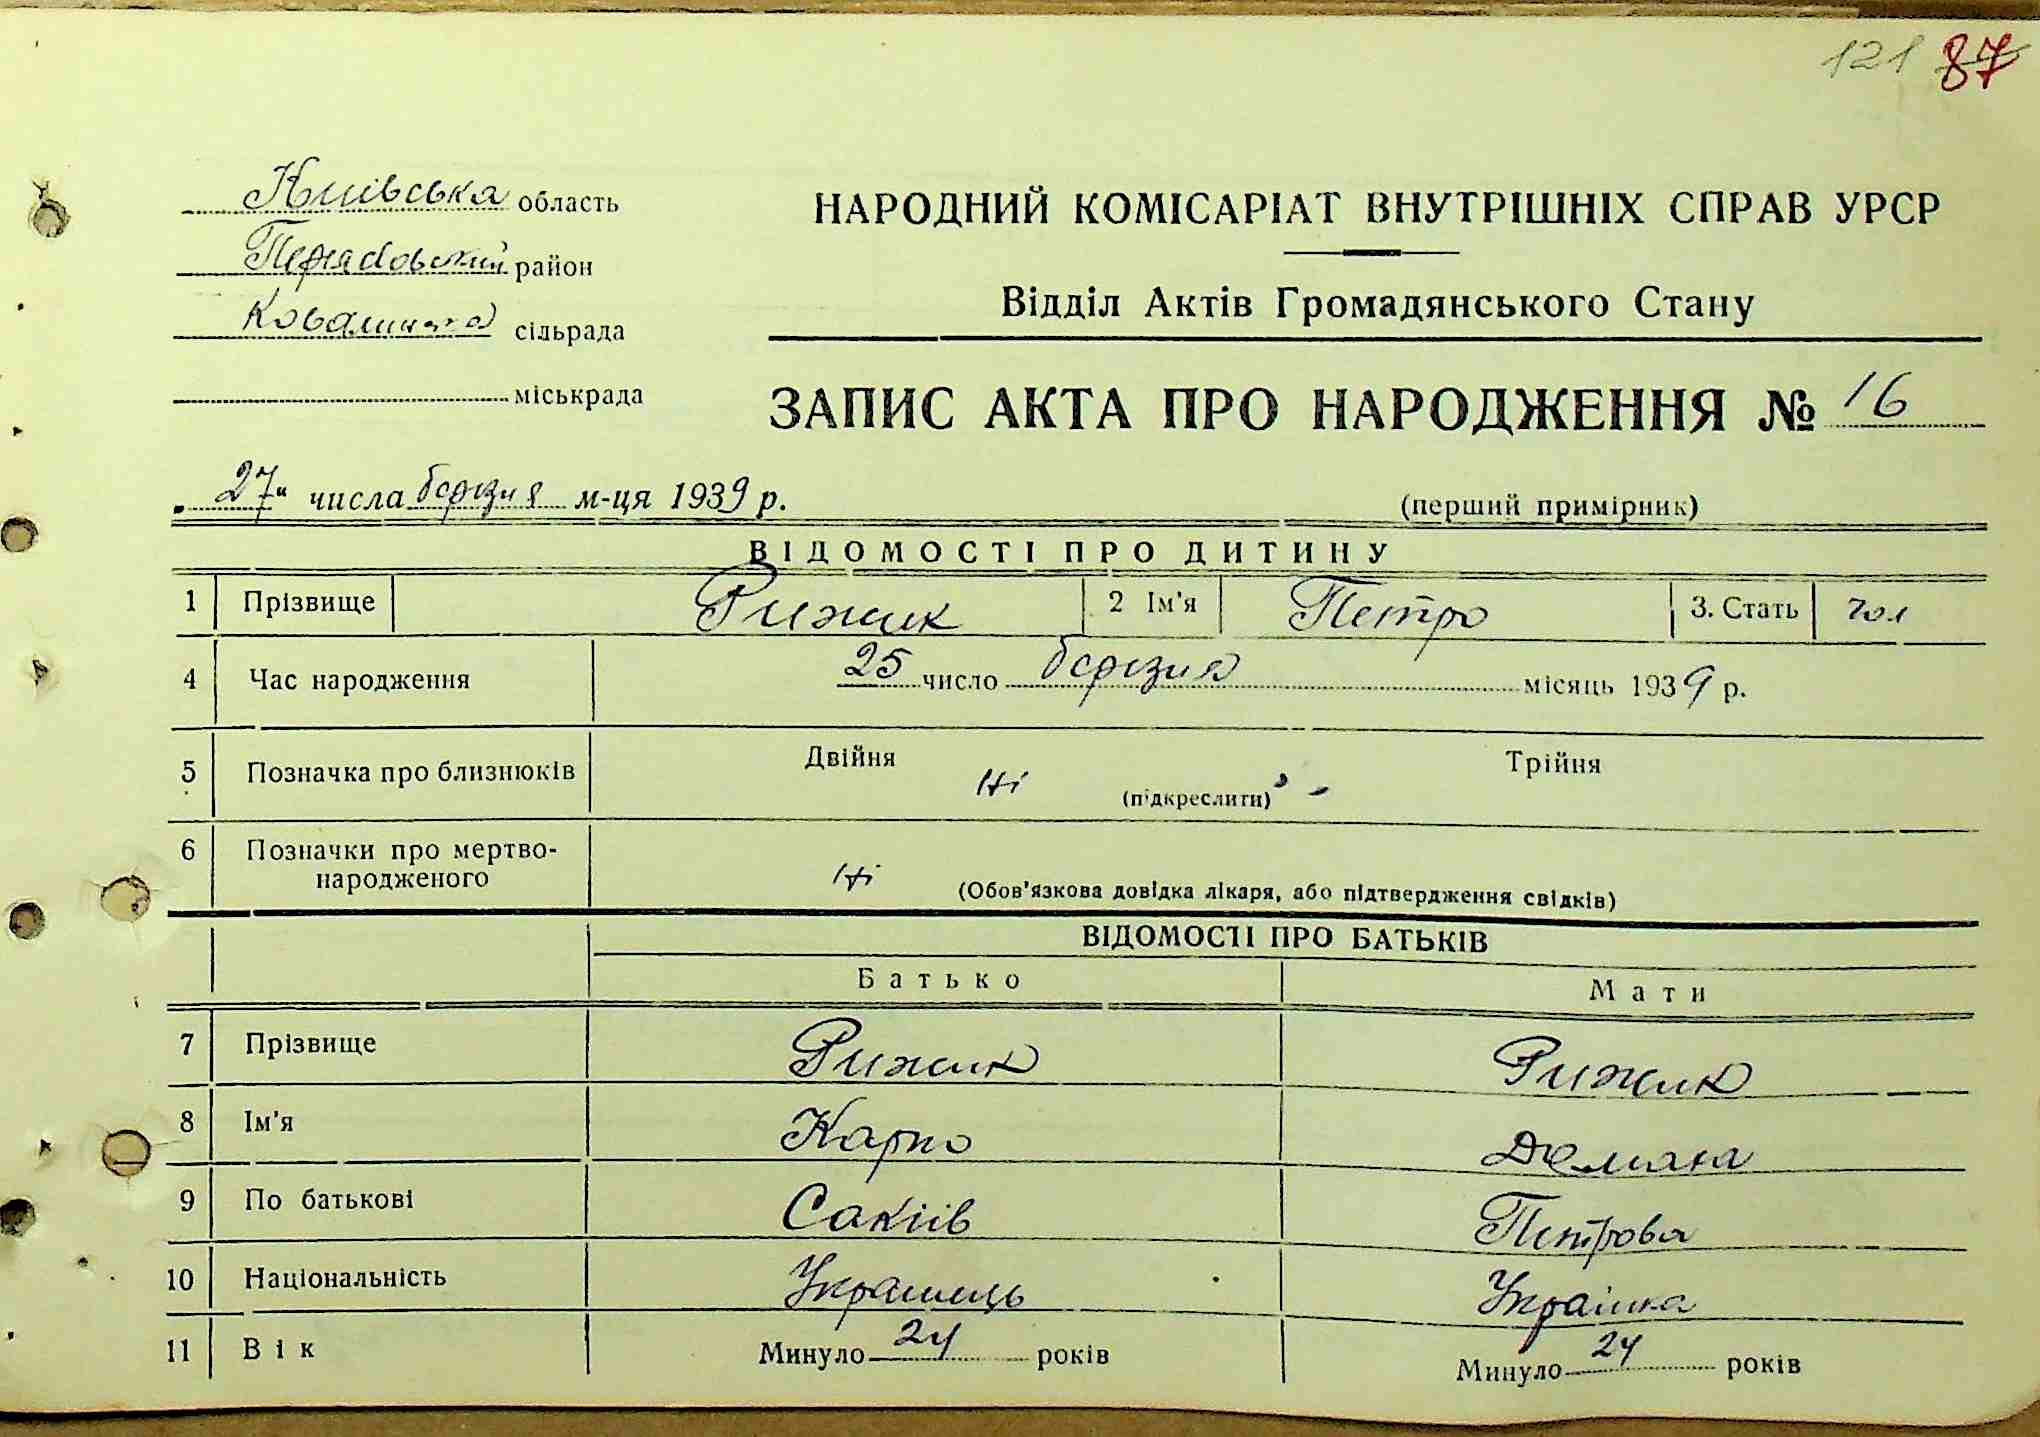 121 87
Київська область
НАРОДНИЙ КОМІСАРІАТ ВНУТРІШНІХ СПРАВ УРСР
район
Відділ Актів Громадянського Стану
сільрада
міськрада
ЗАПИС АКТА ПРО НАРОДЖЕННЯ № 16
„27“ числа березня м-ця 1939 р.
(перший примірник)
ВІДОМОСТІ ПРО ДИТИНУ
1 Прізвище Рижик 2 Ім'я Петро 3. Стать чол
4 Час народження 25 число березня місяць 1939 р.
5 Позначка про близнюків Двійня Ні (підкреслити) Трійня
6 Позначки про мертво-
народженого Ні (Обов'язкова довідка лікаря, або підтвердження свідків)
ВІДОМОСТІ ПРО БАТЬКІВ
Батько Мати
7 Прізвище Рижик Рижик
8 Ім'я Карпо
9 По батькові Сакіїв Петрова
10 Національність Украінець Украінка
11 Вік Минуло 24 років Минуло 24 років